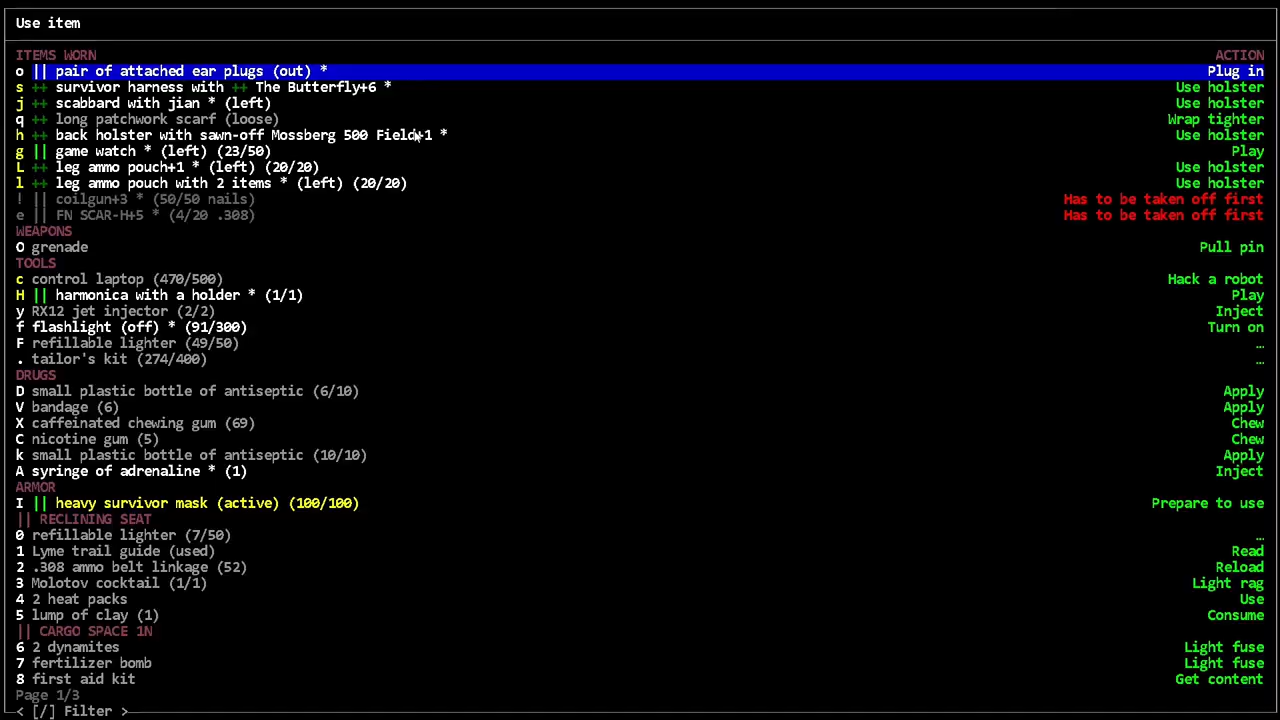 Use item
ITEMS WORN ACTION
o || pair of attached ear plugs (out) * Plug in
s ++ survivor harness with ++ The Butterfly+6 * Use holster
j ++ scabbard with jian * (left) Use holster
q ++ long patchwork scarf (loose) Wrap tighter
h ++ back holster with sawn-off Mossberg 500 Field+1 * Use holster
g || game watch * (left) (23/50) Play
L ++ leg ammo pouch+1 * (left) (20/20) Use holster
l ++ leg ammo pouch with 2 items * (left) (20/20) Use holster
! || coilgun+3 * (50/50 nails) Has to be taken off first
e || FN SCAR-H+5 * (4/20 .308) Has to be taken off first
WEAPONS
O grenade Pull pin
TOOLS
c control laptop (470/500) Hack a robot
H || harmonica with a holder * (1/1) Play
y RX12 jet injector (2/2) Inject
f flashlight (off) * (91/300) Turn on
F refillable lighter (49/50) …
. tailor's kit (274/400) …
DRUGS
D small plastic bottle of antiseptic (6/10) Apply
V bandage (6) Apply
X caffeinated chewing gum (69) Chew
C nicotine gum (5) Chew
k small plastic bottle of antiseptic (10/10) Apply
A syringe of adrenaline * (1) Inject
ARMOR
I || heavy survivor mask (active) (100/100) Prepare to use
|| RECLINING SEAT
0 refillable lighter (7/50) …
1 Lyme trail guide (used) Read
2 .308 ammo belt linkage (52) Reload
3 Molotov cocktail (1/1) Light rag
4 2 heat packs Use
5 lump of clay (1) Consume
|| CARGO SPACE 1N
6 2 dynamites Light fuse
7 fertilizer bomb Light fuse
8 first aid kit Get content
Page 1/3
< [/] Filter >